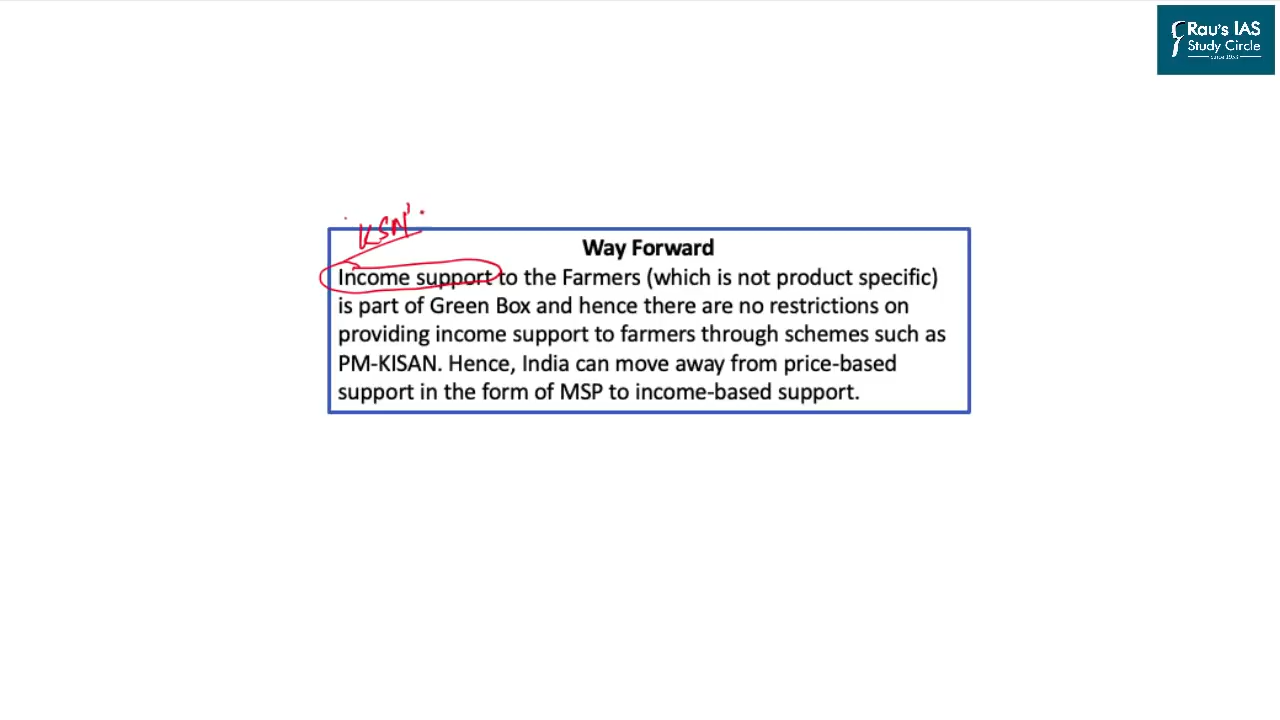 Rau's IAS
Study Circle
since 1953
Way Forward
Income support to the Farmers (which is not product specific)
is part of Green Box and hence there are no restrictions on
providing income support to farmers through schemes such as
PM-KISAN. Hence, India can move away from price-based
support in the form of MSP to income-based support.